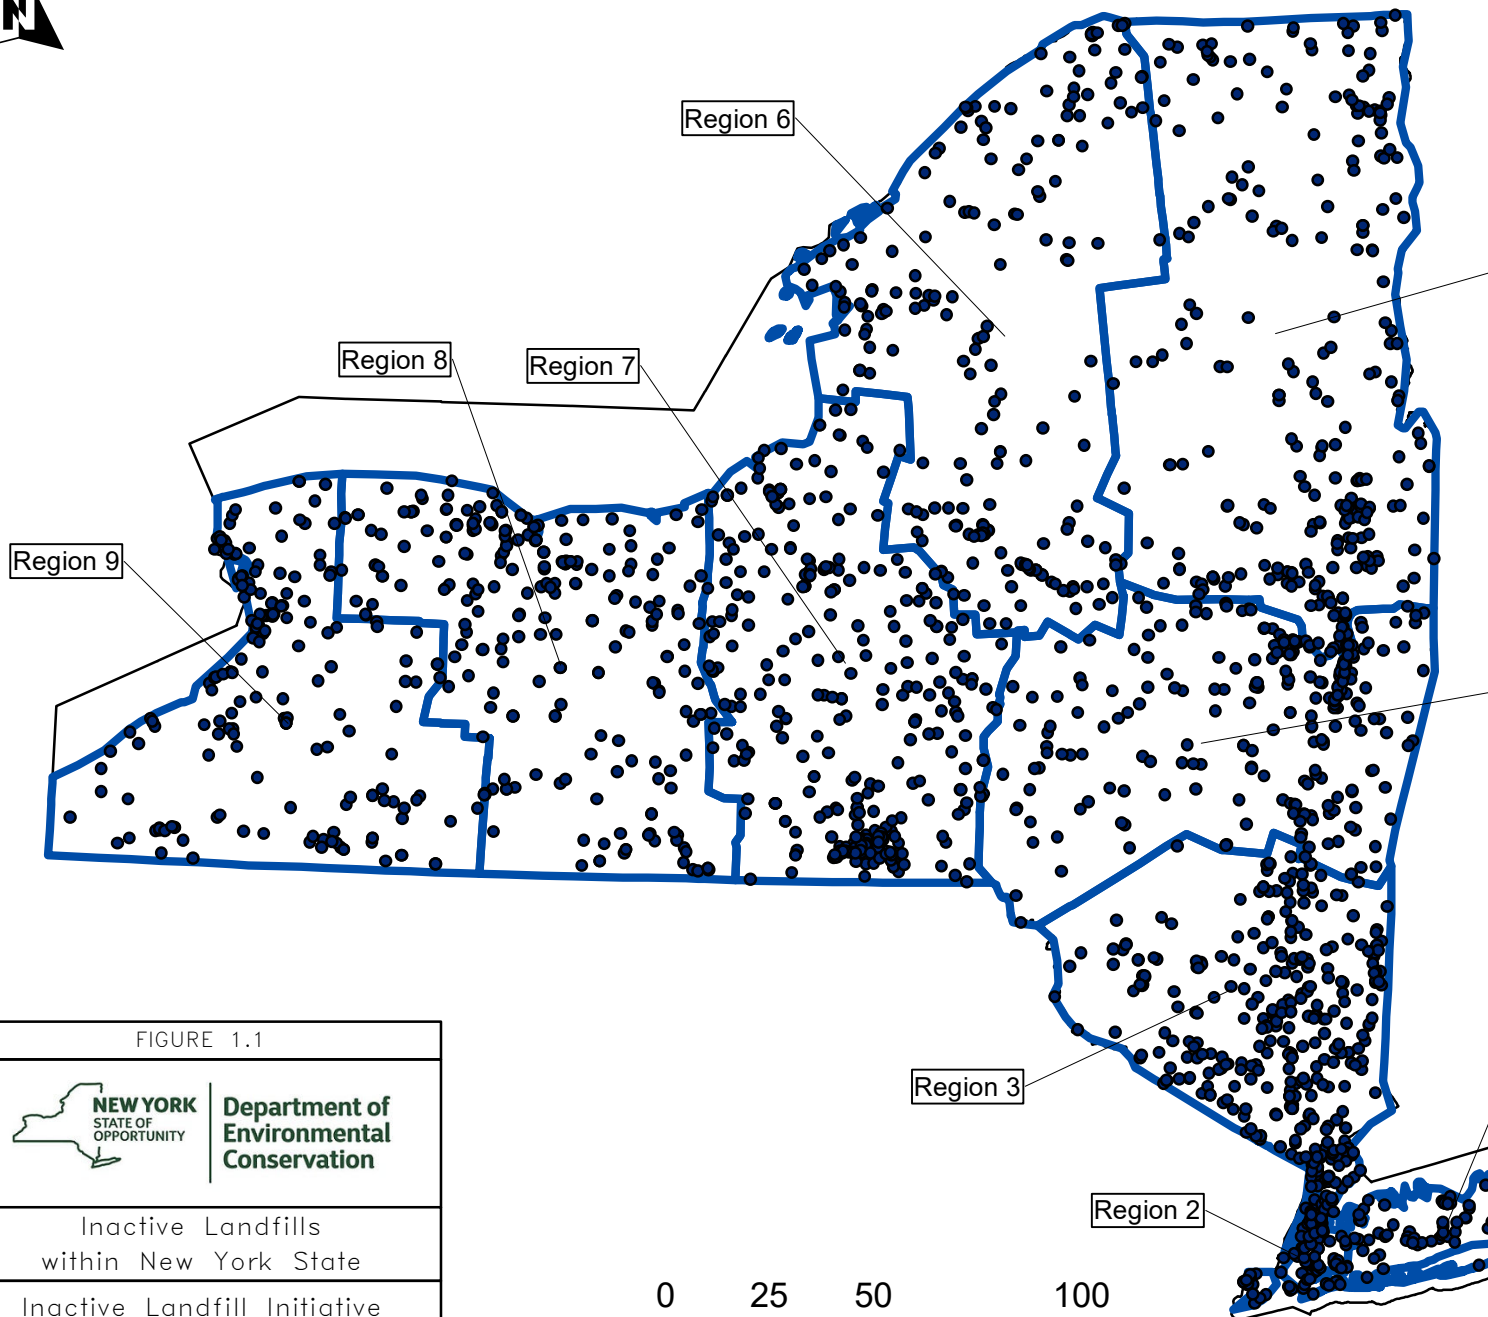 N
Region 6
Region 8
Region 7
Region 9
Region 3
Region 2
FIGURE 1.1
NEW YORK
STATE OF
OPPORTUNITY
Department of
Environmental
Conservation
Inactive Landfills
within New York State
Inactive Landfill Initiative
0 25 50 100